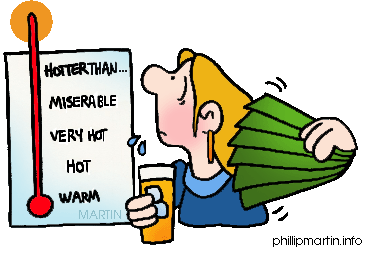 HOTTER THAN...
MISERABLE
VERY HOT
HOT
WARM
MARTIN
phillipmartin.info